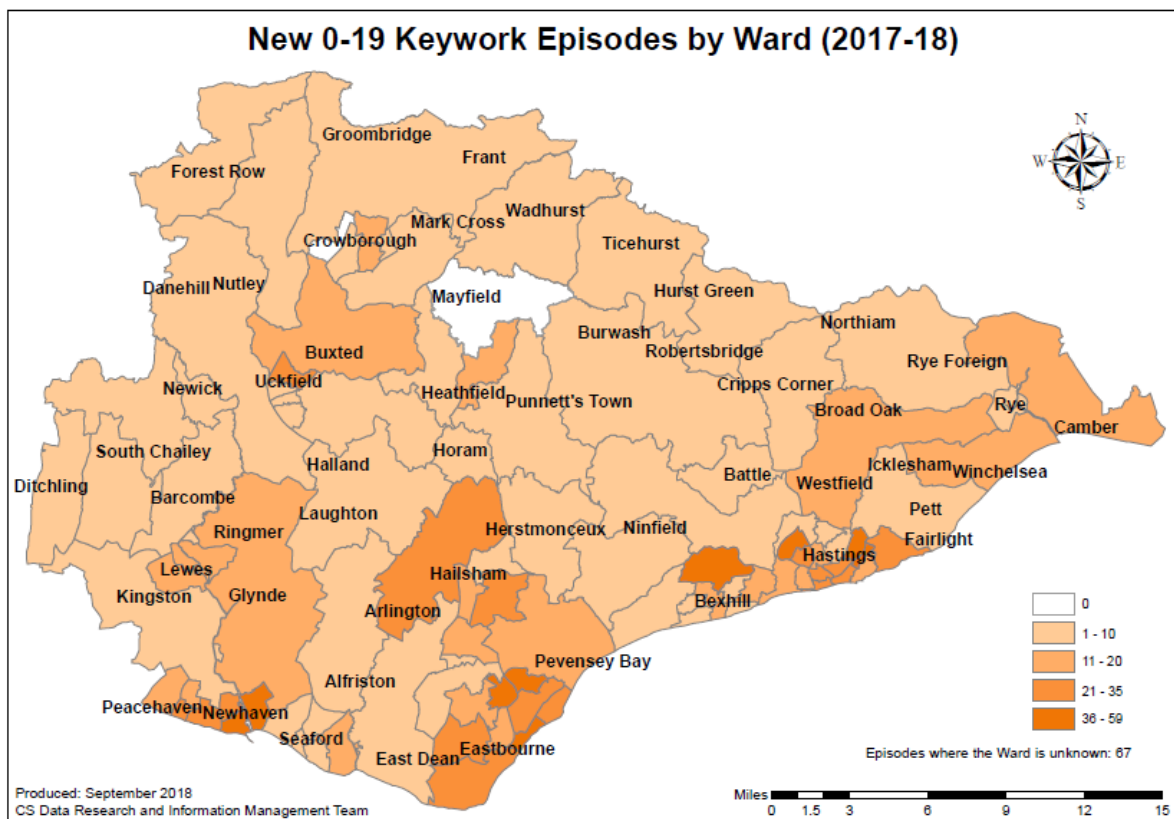 New 0-19 Keywork Episodes by Ward (2017-18)
N
W E
S
Groombridge
Frant
Forest Row
Wadhurst
Mark Cross
Crowborough
Ticehurst
Danehill
Nutley
Mayfield
Hurst Green
Northiam
Burwash
Buxted
Robertsbridge
Rye Foreign
Uckfield
Cripps Corner
Newick
Heathfield
Punnett's Town
Broad Oak
Rye
Camber
South Chailey
Horam
Halland
Icklesham
Winchelsea
Battle
Westfield
Ditchling
Barcombe
Laughton
Pett
Ringmer
Herstmonceux
Ninfield
Fairlight
Hastings
Lewes
Hailsham
Kingston
Glynde
Arlington
Bexhill
Pevensey Bay
Alfriston
Peacehaven
Newhaven
Seaford
Eastbourne
East Dean
0
1 - 10
11 - 20
21 - 35
36 - 59
Episodes where the Ward is unknown: 67
Produced: September 2018
CS Data Research and Information Management Team
Miles
0 1.5 3 6 9 12 15